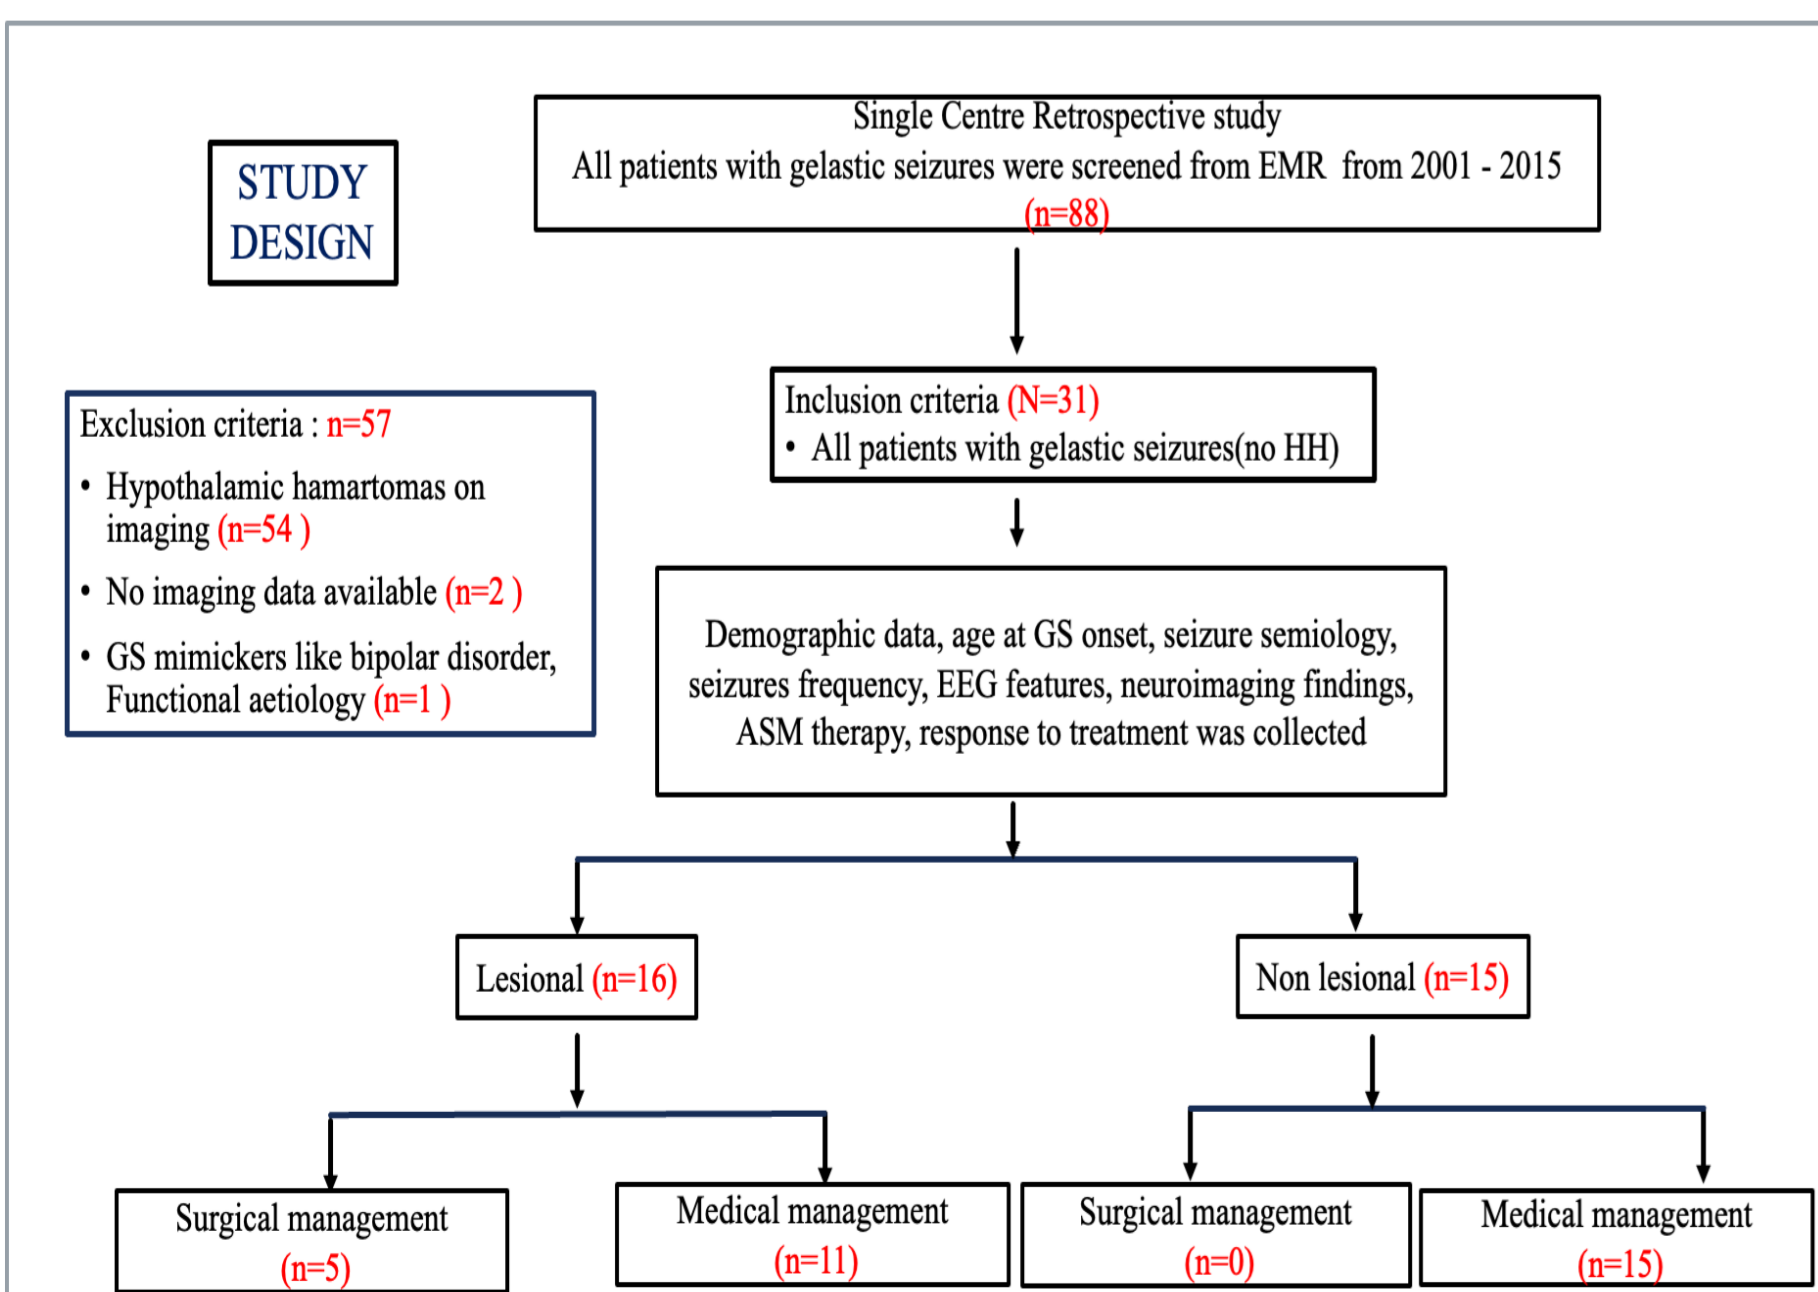 STUDY
DESIGN
Single Centre Retrospective study
All patients with gelastic seizures were screened from EMR from 2001 - 2015
(n=88)
Exclusion criteria : n=57
• Hypothalamic hamartomas on
imaging (n=54 )
• No imaging data available (n=2 )
• GS mimickers like bipolar disorder,
Functional aetiology (n=1 )
Inclusion criteria (N=31)
• All patients with gelastic seizures(no HH)
Demographic data, age at GS onset, seizure semiology,
seizures frequency, EEG features, neuroimaging findings,
ASM therapy, response to treatment was collected
Lesional (n=16)
Non lesional (n=15)
Surgical management
(n=5)
Medical management
(n=11)
Surgical management
(n=0)
Medical management
(n=15)